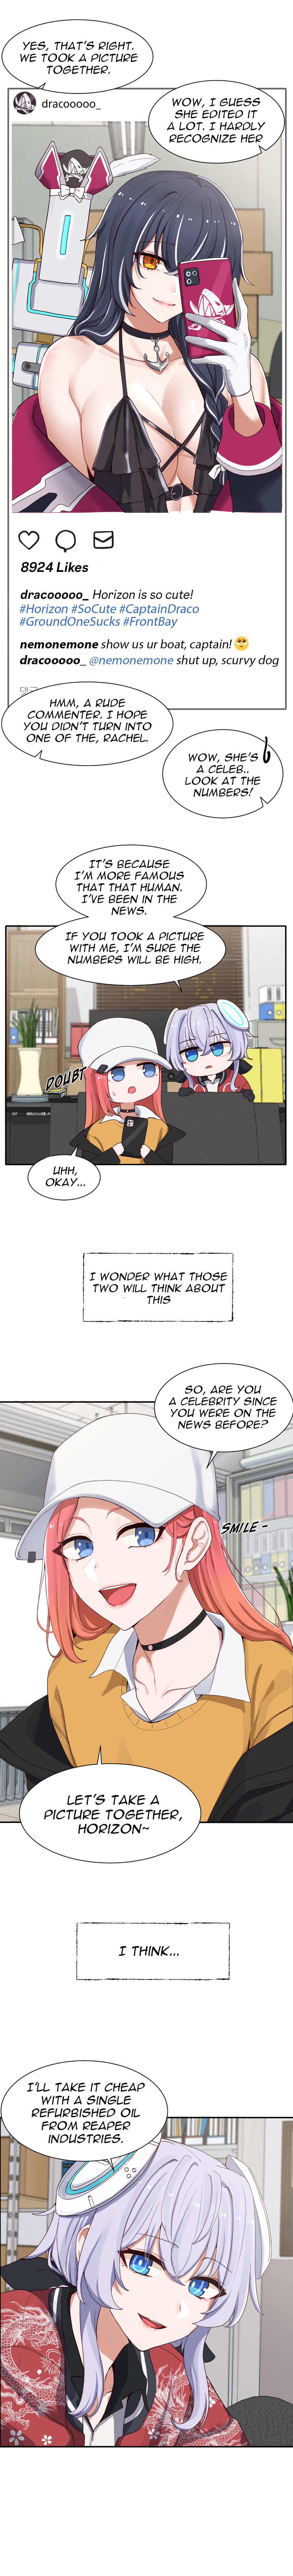 YES, THAT'S RIGHT.
WE TOOK A PICTURE
TOGETHER.
dracooooo_
WOW, I GUESS
SHE EDITED IT
A LOT. I HARDLY
RECOGNIZE HER
8924 Likes
dracooooo_ Horizon is so cute!
#Horizon #SoCute #CaptainDraco
#GroundOneSucks #FrontBay
nemonemone show us ur boat, captain! 🥺
dracooooo_ @nemonemone shut up, scurvy dog
HMM, A RUDE
COMMENTER. I HOPE
YOU DIDN'T TURN INTO
ONE OF THE, RACHEL.
WOW, SHE'S
A CELEB..
LOOK AT THE
NUMBERS!
IT'S BECAUSE
I'M MORE FAMOUS
THAT THAT HUMAN.
I'VE BEEN IN THE
NEWS.
IF YOU TOOK A PICTURE
WITH ME, I'M SURE THE
NUMBERS WILL BE HIGH.
DOUBT
UHH,
OKAY...
I WONDER WHAT THOSE
TWO WILL THINK ABOUT
THIS
SO, ARE YOU
A CELEBRITY SINCE
YOU WERE ON THE
NEWS BEFORE?
SMILE ~
LET'S TAKE A
PICTURE TOGETHER,
HORIZON~
I THINK...
I'LL TAKE IT CHEAP
WITH A SINGLE
REFURBISHED OIL
FROM REAPER
INDUSTRIES.